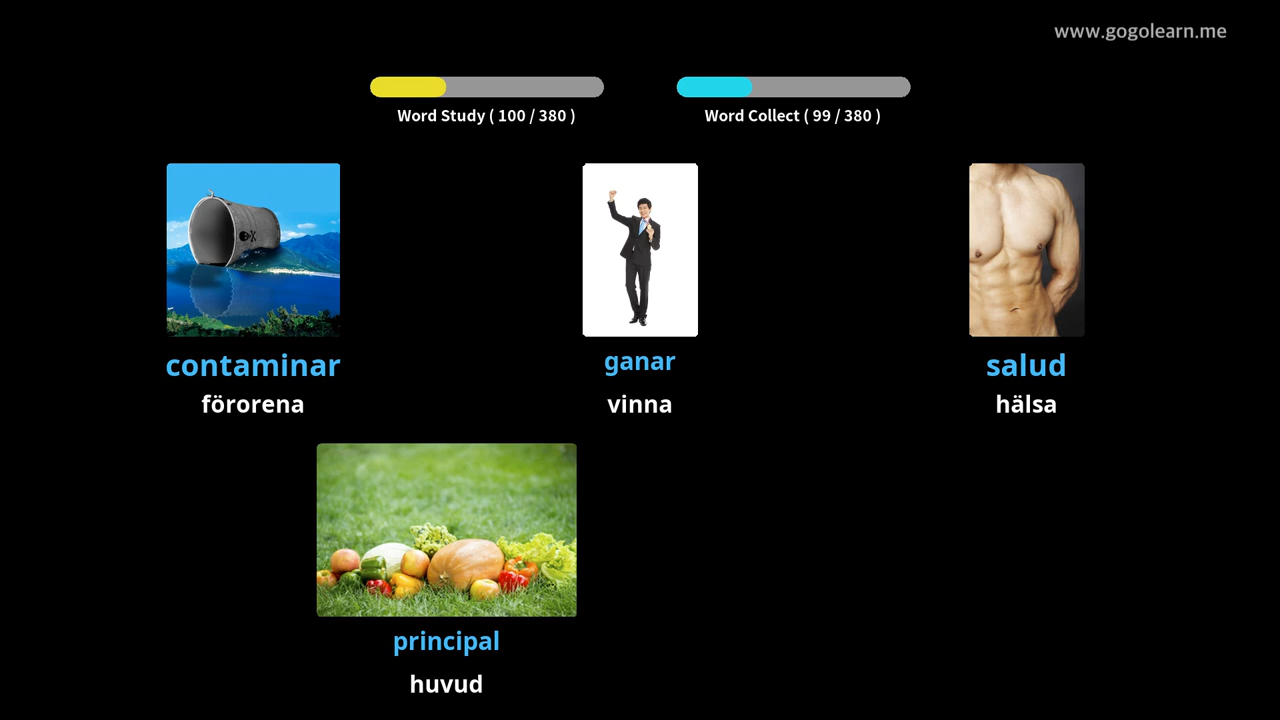 www.gogolearn.me
Word Study ( 100 / 380 )
Word Collect ( 99 / 380 )
contaminar
förorena
ganar
vinna
salud
hälsa
principal
huvud